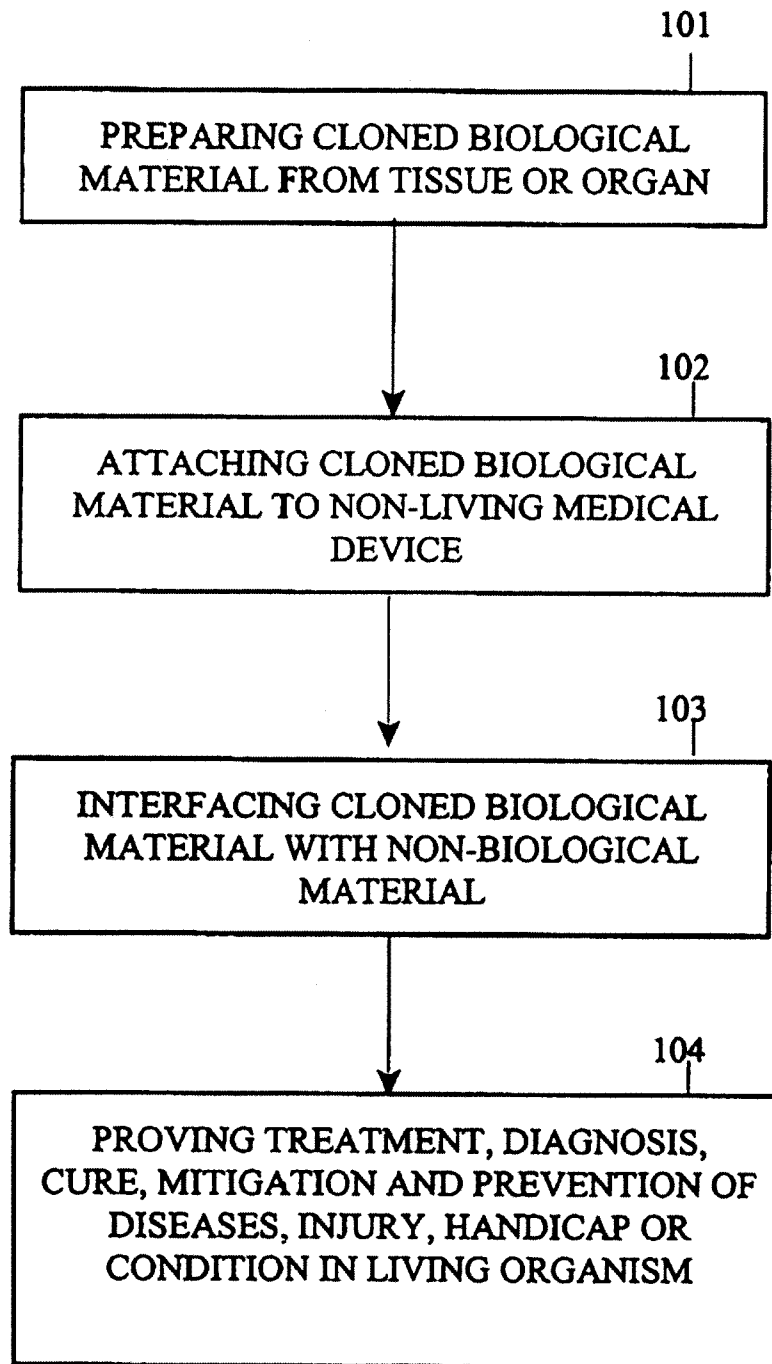 101
PREPARING CLONED BIOLOGICAL
MATERIAL FROM TISSUE OR ORGAN
102
ATTACHING CLONED BIOLOGICAL
MATERIAL TO NON-LIVING MEDICAL
DEVICE
103
INTERFACING CLONED BIOLOGICAL
MATERIAL WITH NON-BIOLOGICAL
MATERIAL
104
PROVING TREATMENT, DIAGNOSIS,
CURE, MITIGATION AND PREVENTION OF
DISEASES, INJURY, HANDICAP OR
CONDITION IN LIVING ORGANISM